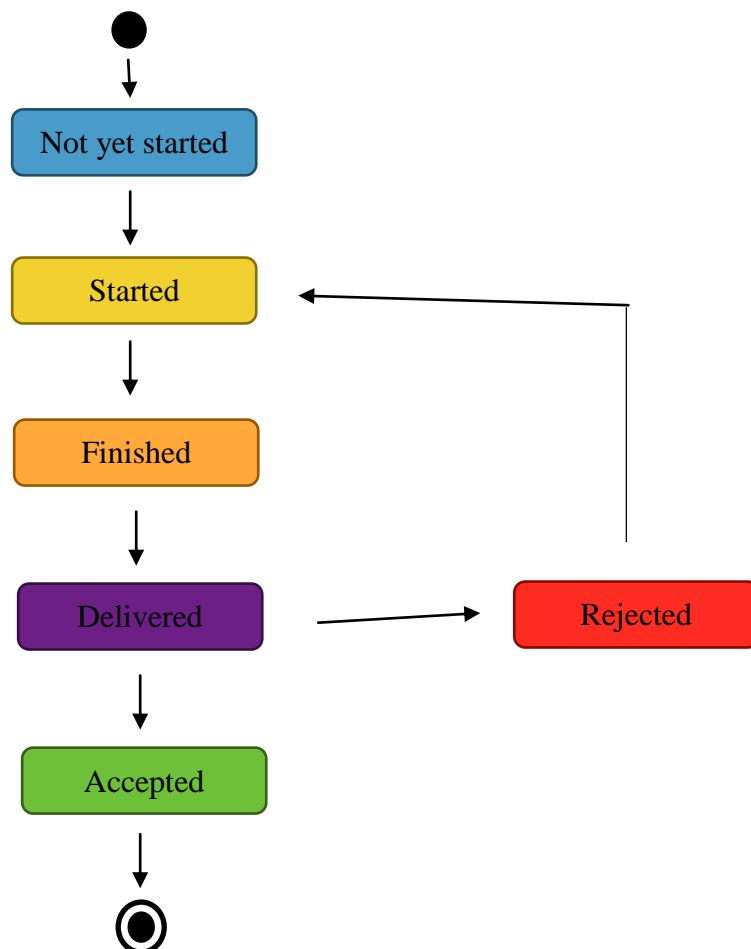 Not yet started
Started
Finished
Delivered
Rejected
Accepted